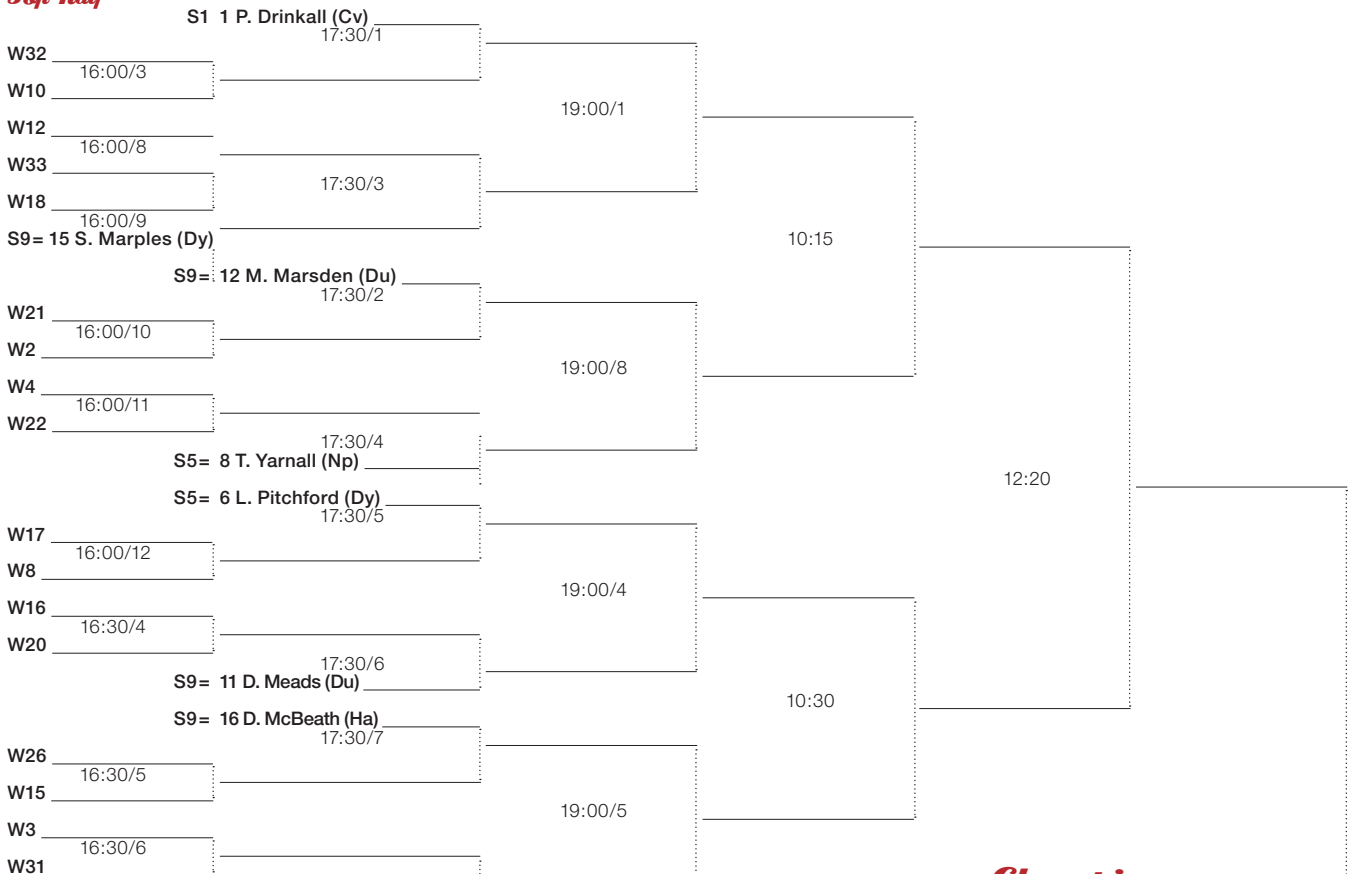 S1 1 P. Drinkall (Cv)
17:30/1
W32
16:00/3
W10
19:00/1
W12
16:00/8
W33
17:30/3
W18
16:00/9
S9= 15 S. Marples (Dy)
10:15
S9= 12 M. Marsden (Du)
17:30/2
W21
16:00/10
W2
19:00/8
W4
16:00/11
W22
17:30/4
S5= 8 T. Yarnall (Np)
12:20
S5= 6 L. Pitchford (Dy)
17:30/5
W17
16:00/12
W8
19:00/4
W16
16:30/4
W20
17:30/6
S9= 11 D. Meads (Du)
10:30
S9= 16 D. McBeath (Ha)
17:30/7
W26
16:30/5
W15
19:00/5
W3
16:30/6
W31